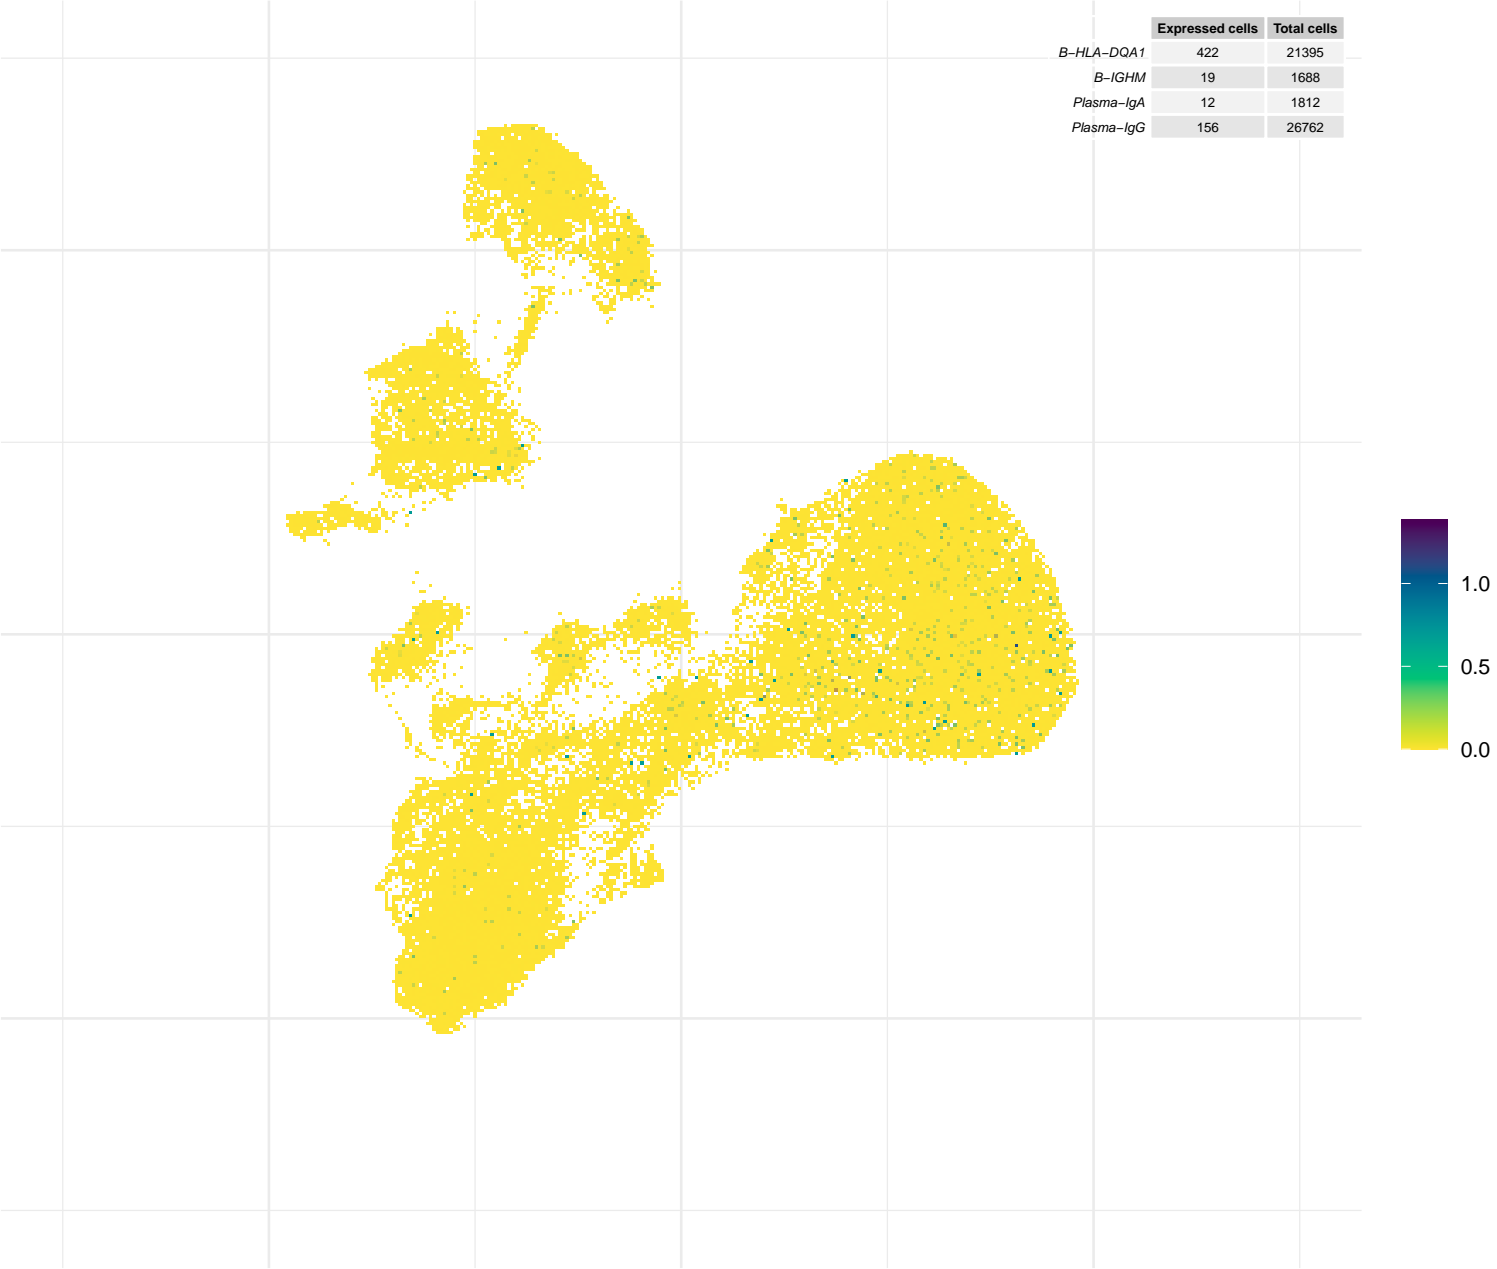 Expressed cells Total cells
B−HLA−DQA1 422 21395
B−IGHM 19 1688
Plasma−IgA 12 1812
Plasma−IgG 156 26762
1.0
0.5
0.0